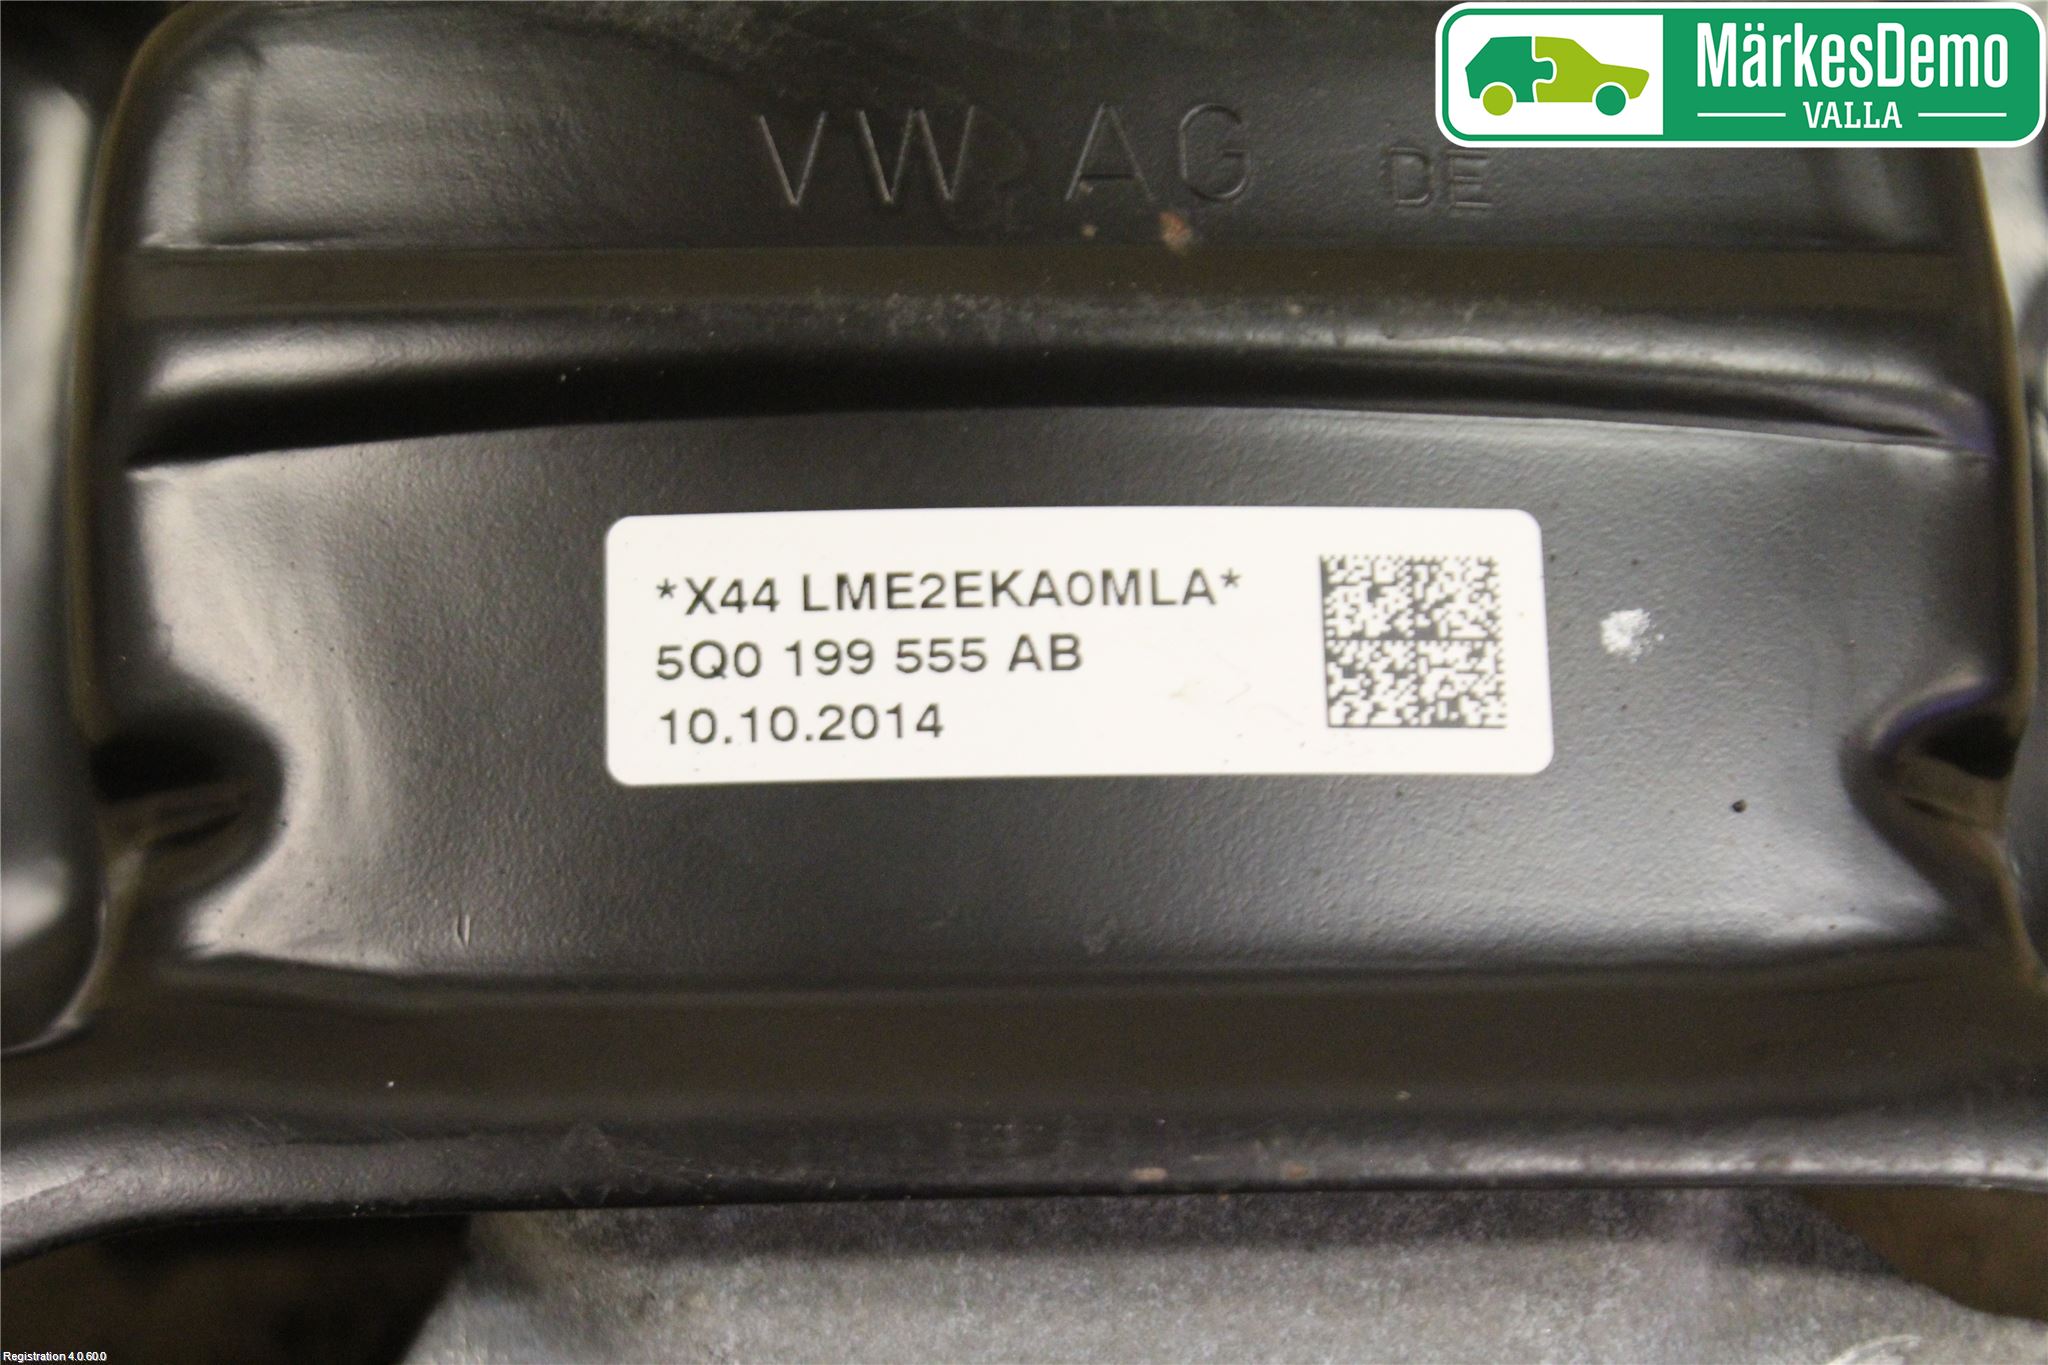 MärkesDemo
VALLA
VW AG DE
*X44 LME2EKA0MLA*
5Q0 199 555 AB
10.10.2014
Registration 4.0.60.0